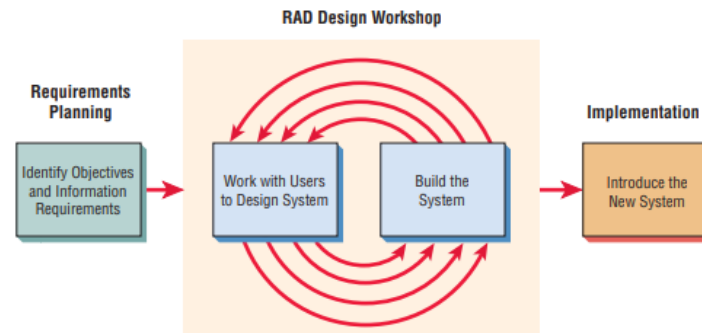 RAD Design Workshop
Requirements
Planning
Identify Objectives
and Information
Requirements
Work with Users
to Design System
Build the
System
Implementation
Introduce the
New System